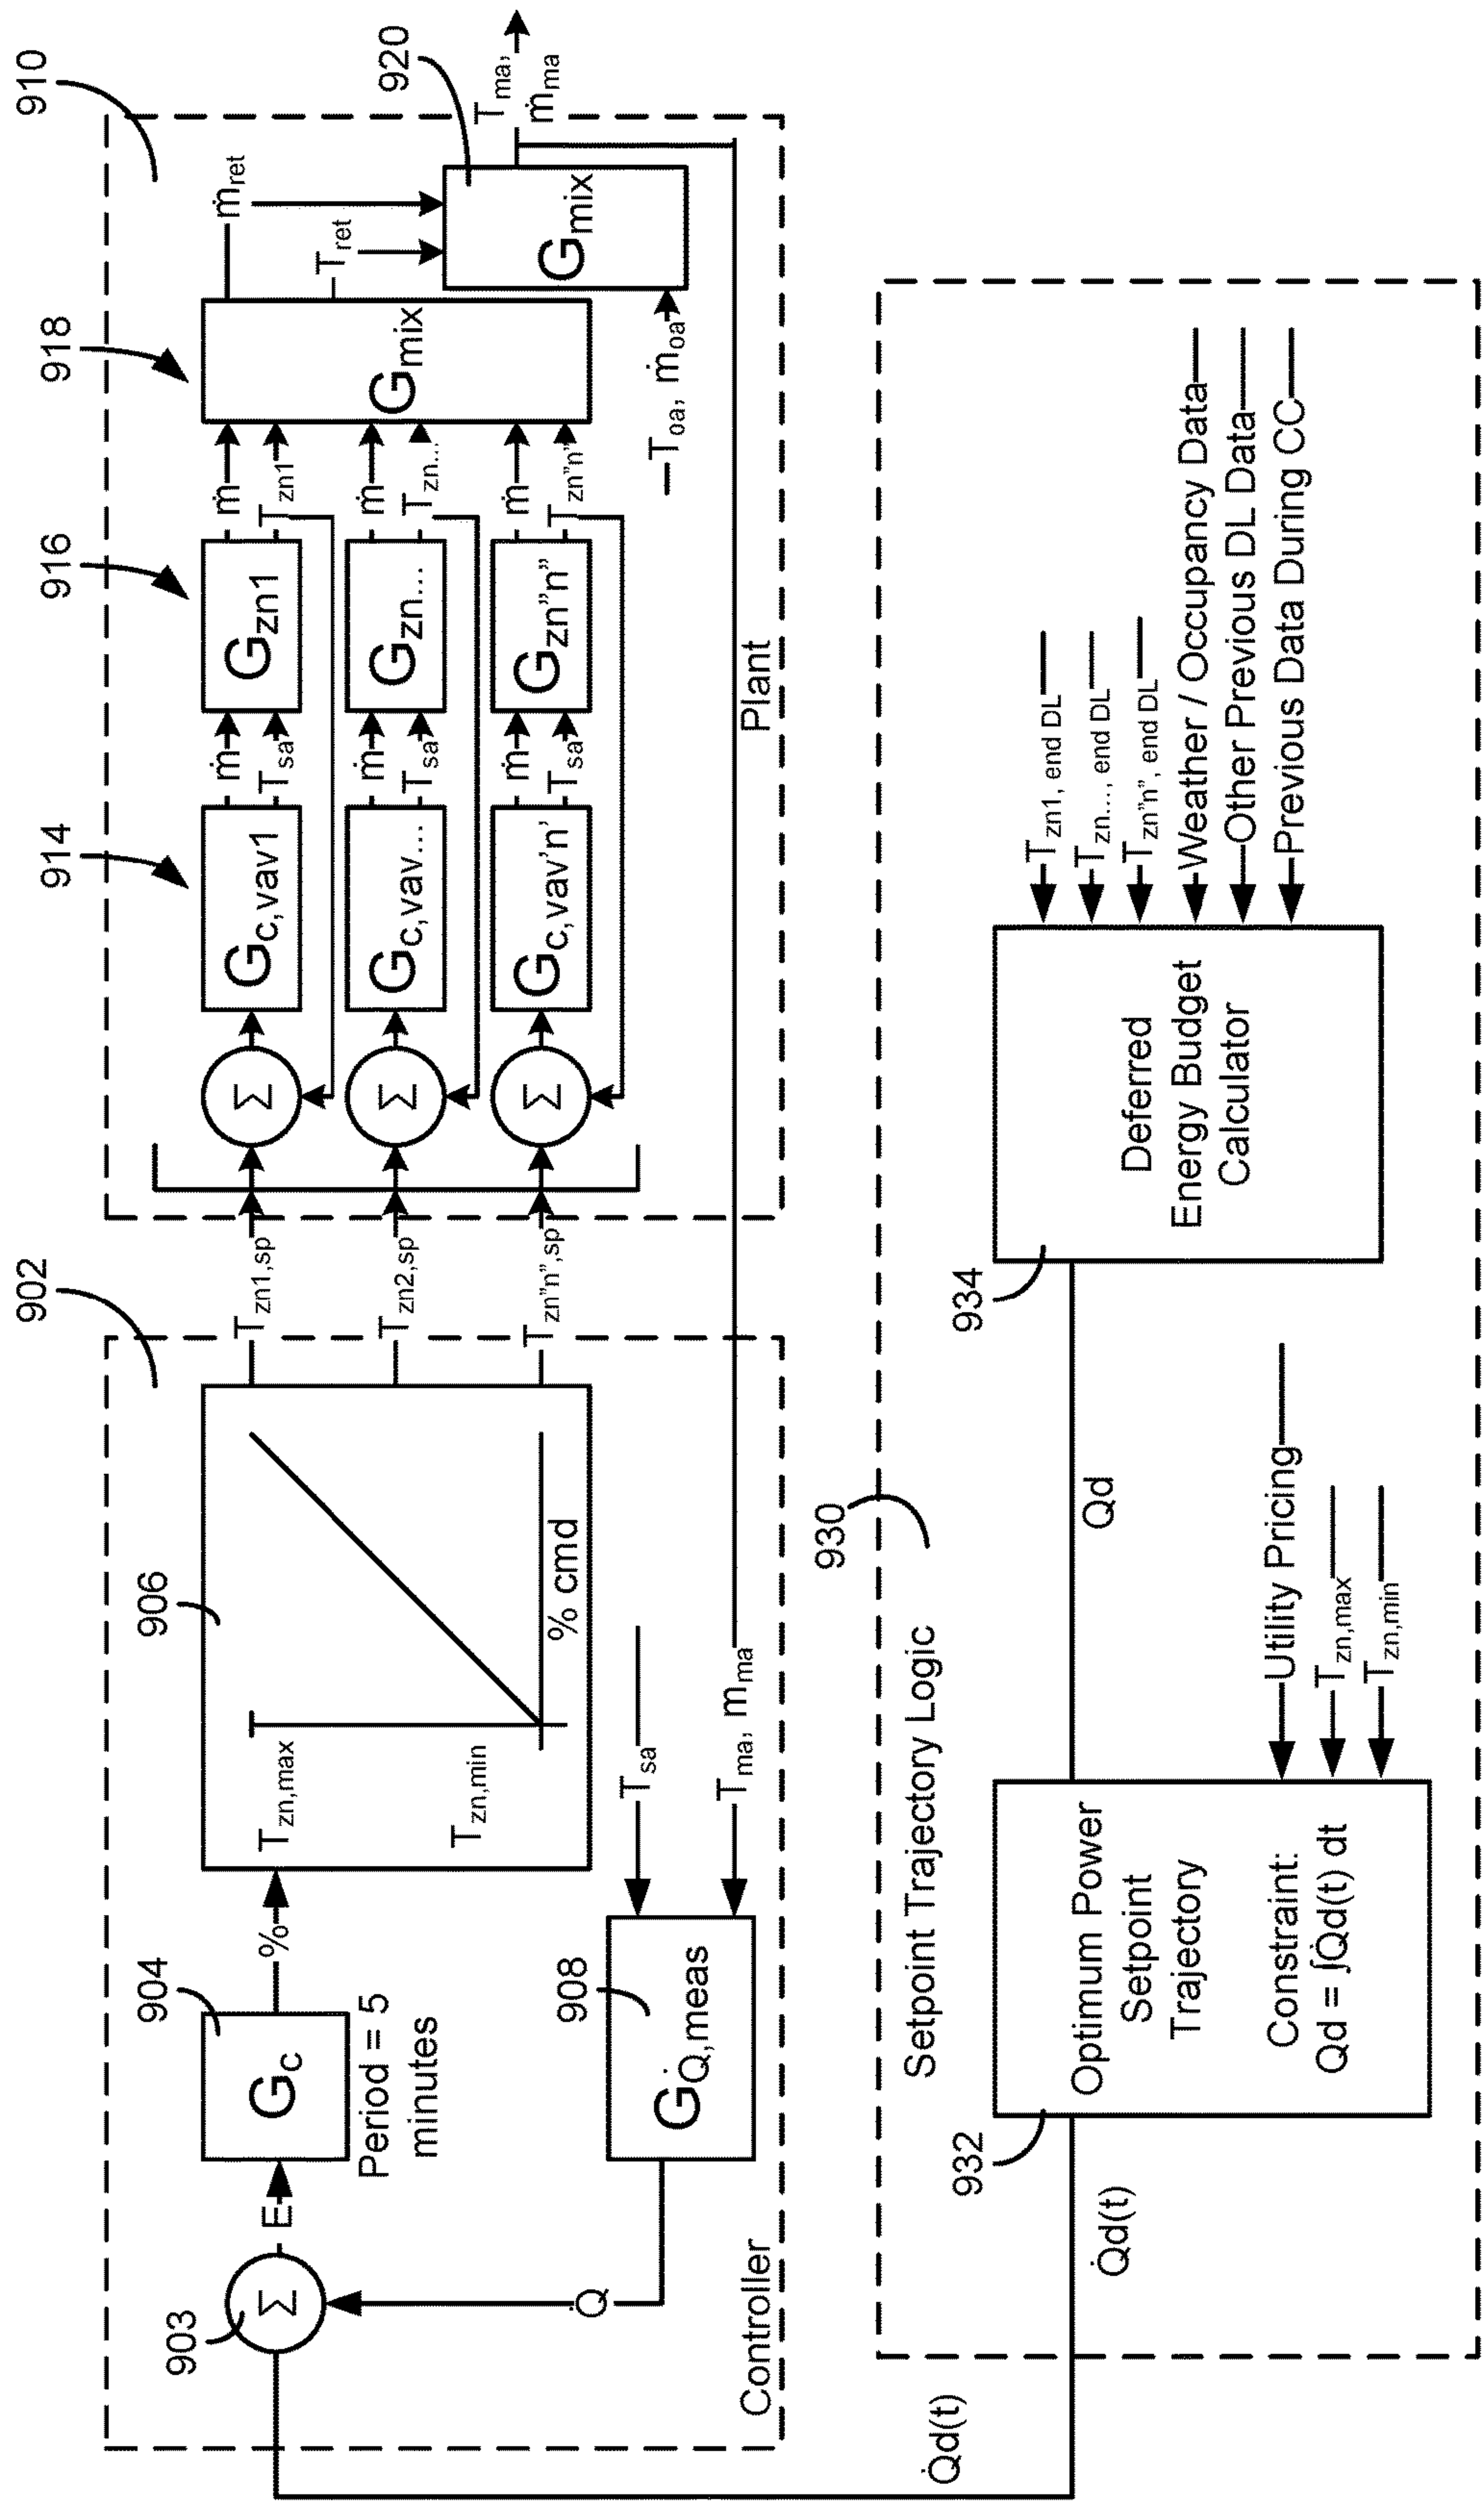 902
904
906
903
908
910
914
916
918
920
Σ
E
G_c
Period = 5
minutes
%
T_zn,max
T_zn,min
% cmd
T_zn1,sp
T_zn2,sp
T_zn"n",sp
Q̇
G_Q̇,meas
T_sa
T_ma, ṁ_ma
Controller
Σ
G_c,vav1
ṁ
T_sa
G_zn1
ṁ
T_zn1
Σ
G_c,vav...
ṁ
T_sa
G_zn...
ṁ
T_zn...
Σ
G_c,vav'n'
ṁ
T_sa
G_zn"n"
ṁ
T_zn"n"
G_mix
ṁ_ret
T_ret
G_mix
T_oa, ṁ_oa
T_ma,
ṁ_ma
Plant
Q̇d(t)
930
Setpoint Trajectory Logic
932
Q̇d(t)
Optimum Power
Setpoint
Trajectory
Constraint:
Qd = ∫Q̇d(t) dt
Utility Pricing
T_zn,max
T_zn,min
Qd
934
Deferred
Energy Budget
Calculator
T_zn1, end DL
T_zn..., end DL
T_zn"n", end DL
Weather / Occupancy Data
Other Previous DL Data
Previous Data During CC